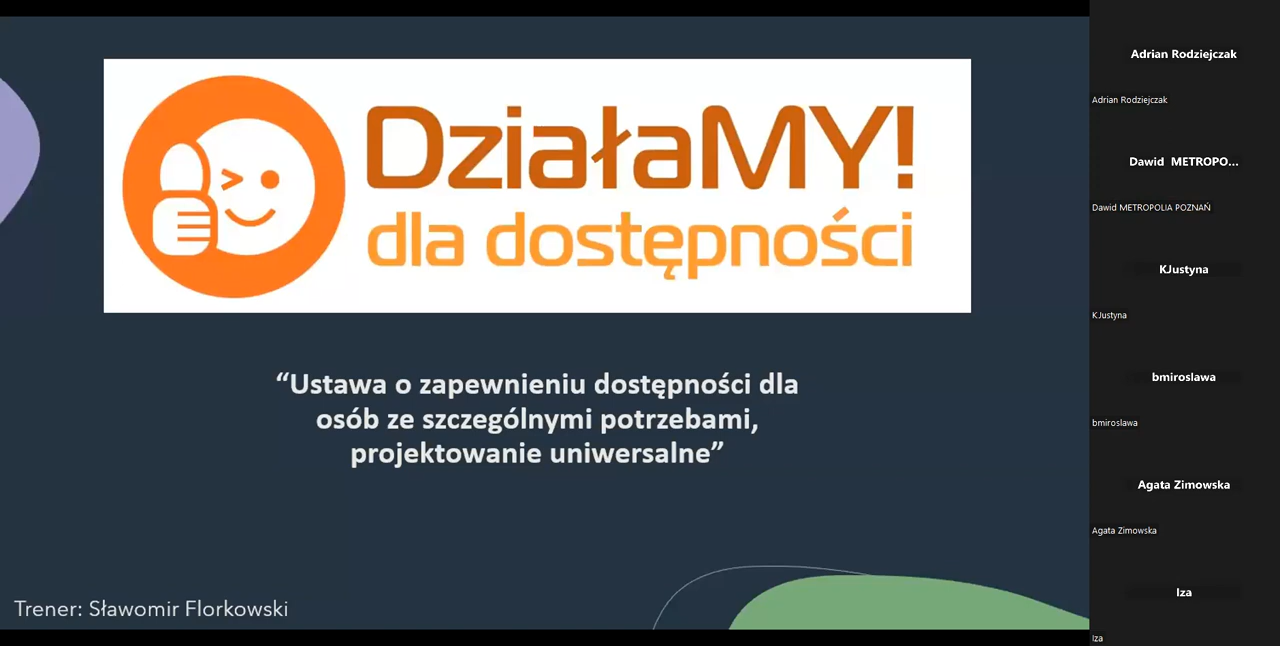 DziałaMY!
dla dostępności
“Ustawa o zapewnieniu dostępności dla
osób ze szczególnymi potrzebami,
projektowanie uniwersalne”
Trener: Sławomir Florkowski
Adrian Rodziejczak
Adrian Rodziejczak
Dawid METROPO...
Dawid METROPOLIA POZNAŃ
KJustyna
KJustyna
bmiroslawa
bmiroslawa
Agata Zimowska
Agata Zimowska
Iza
Iza